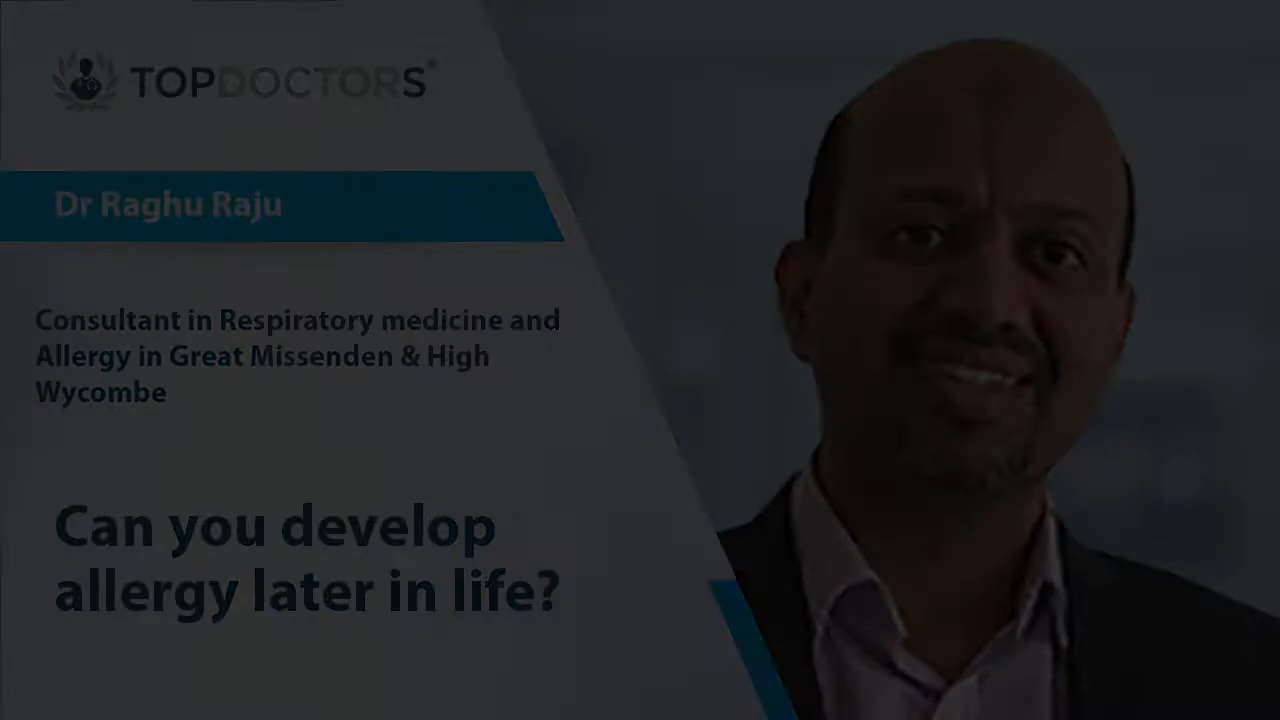 TOPDOCTORS®
Dr Raghu Raju
Consultant in Respiratory medicine and
Allergy in Great Missenden & High
Wycombe
Can you develop
allergy later in life?